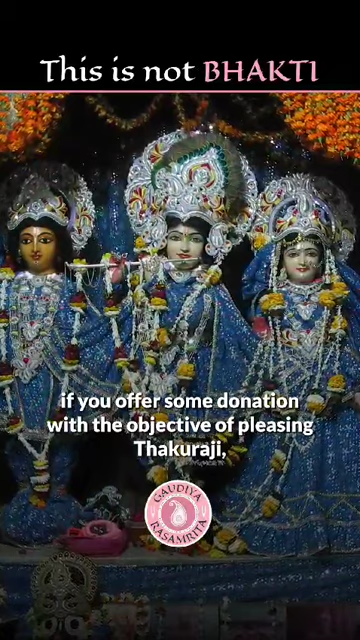 This is not BHAKTI
if you offer some donation
with the objective of pleasing
Thakuraji,
GAUDIYA
RASAMRITA